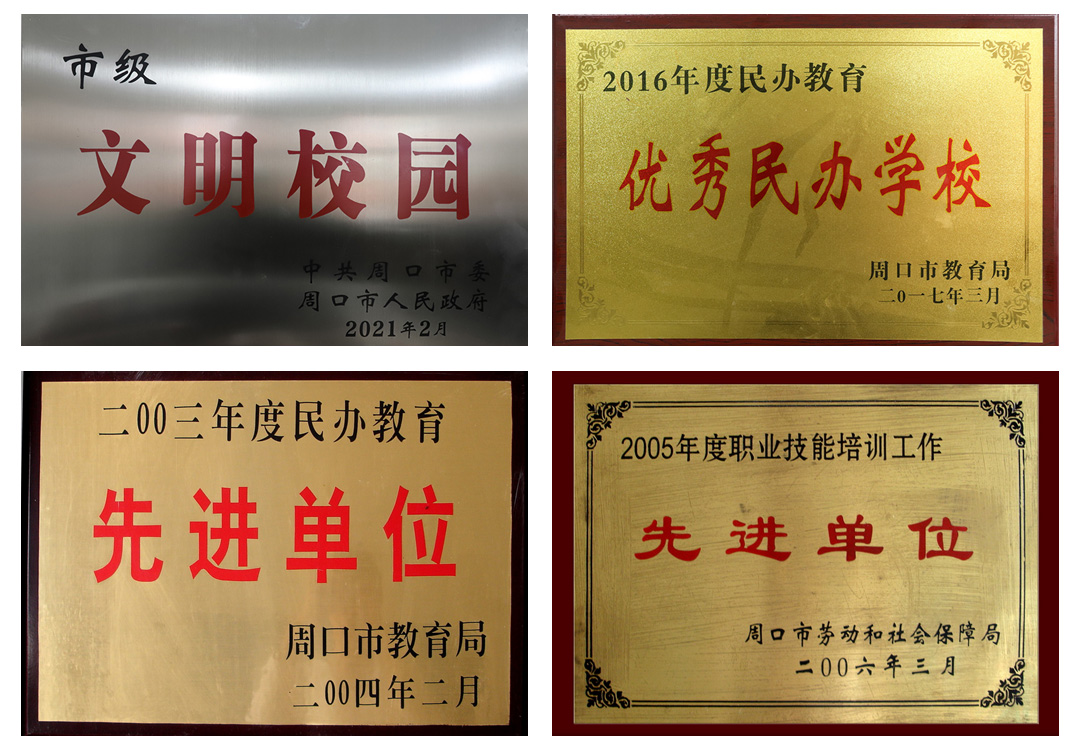 市级
文明校园
中共周口市委
周口市人民政府
2021年2月
2016年度民办教育
优秀民办学校
周口市教育局
二0一七年三月
二00三年度民办教育
先进单位
周口市教育局
二00四年二月
2005年度职业技能培训工作
先进单位
周口市劳动和社会保障局
二00六年三月